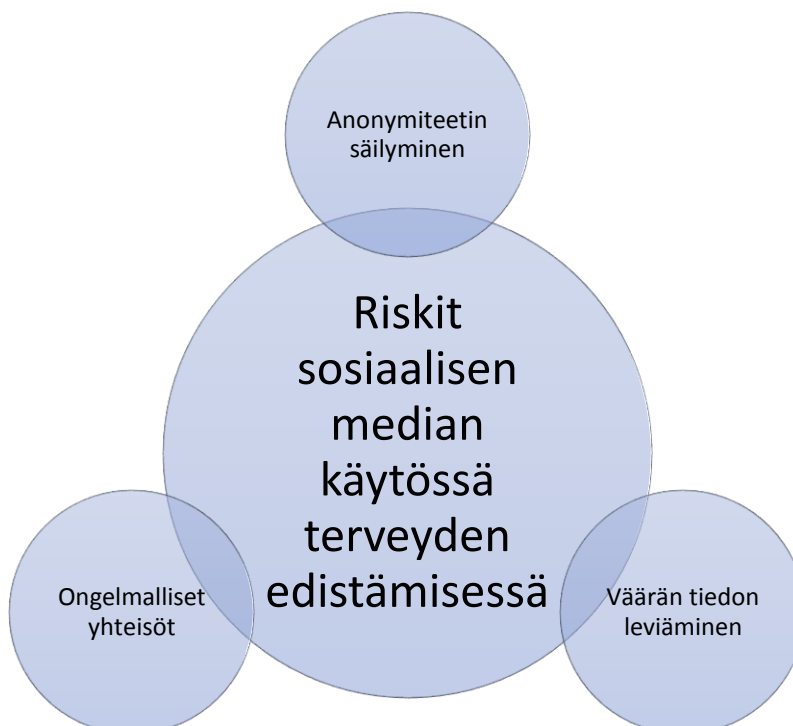 Anonymiteetin
säilyminen
Riskit
sosiaalisen
median
käytössä
terveyden
edistämisessä
Ongelmalliset
yhteisöt
Väärän tiedon
leviäminen